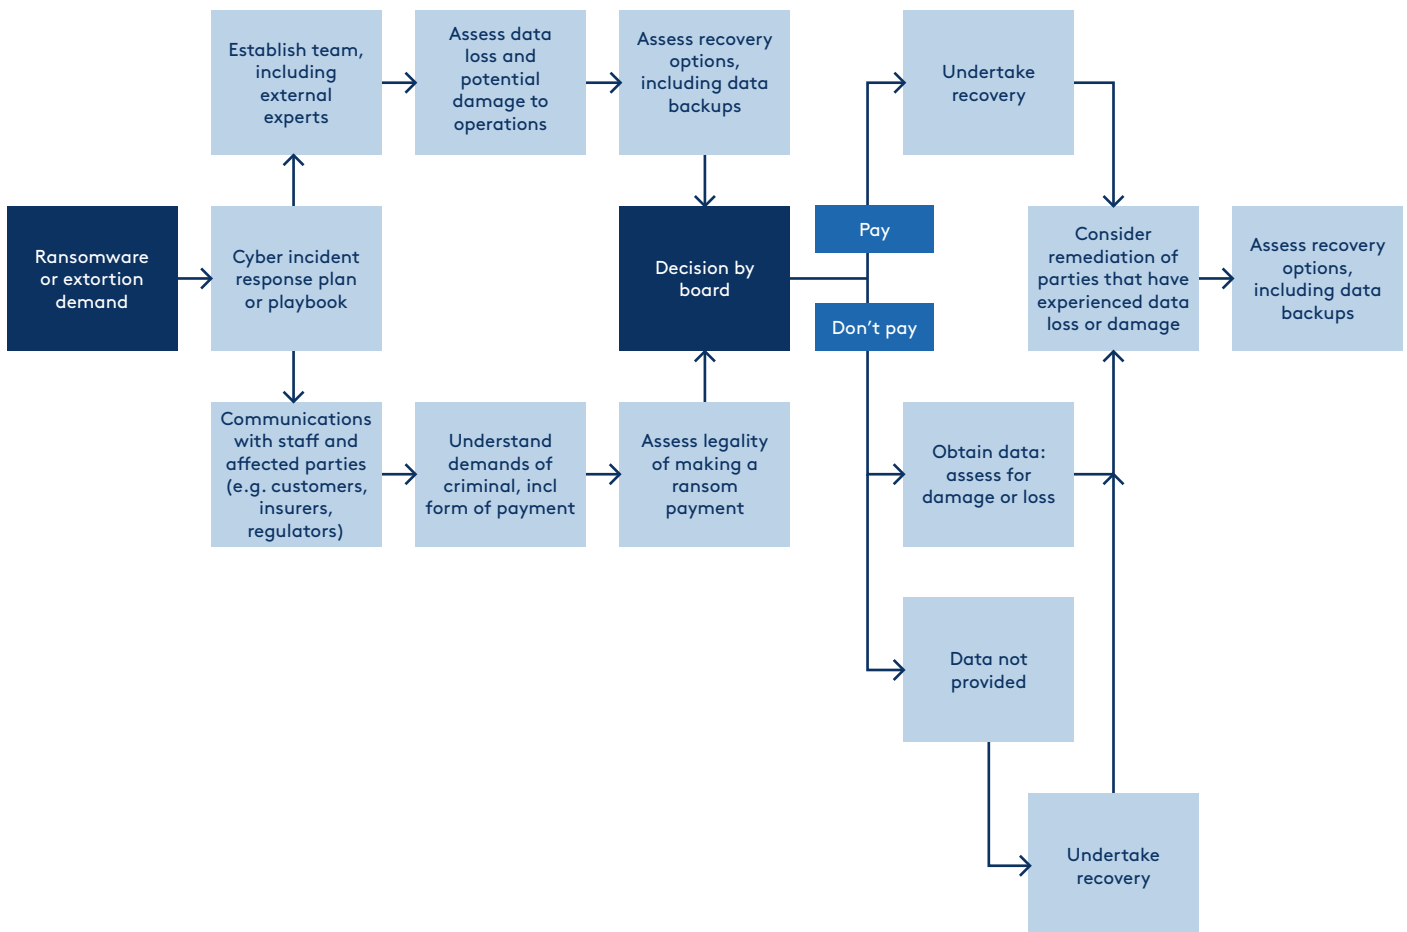 Establish team,
including
external
experts
Assess data
loss and
potential
damage to
operations
Assess recovery
options,
including data
backups
Undertake
recovery
Ransomware
or extortion
demand
Cyber incident
response plan
or playbook
Decision by
board
Pay
Don’t pay
Consider
remediation of
parties that have
experienced data
loss or damage
Assess recovery
options,
including data
backups
Communications
with staff and
affected parties
(e.g. customers,
insurers,
regulators)
Understand
demands of
criminal, incl
form of payment
Assess legality
of making a
ransom
payment
Obtain data:
assess for
damage or loss
Data not
provided
Undertake
recovery